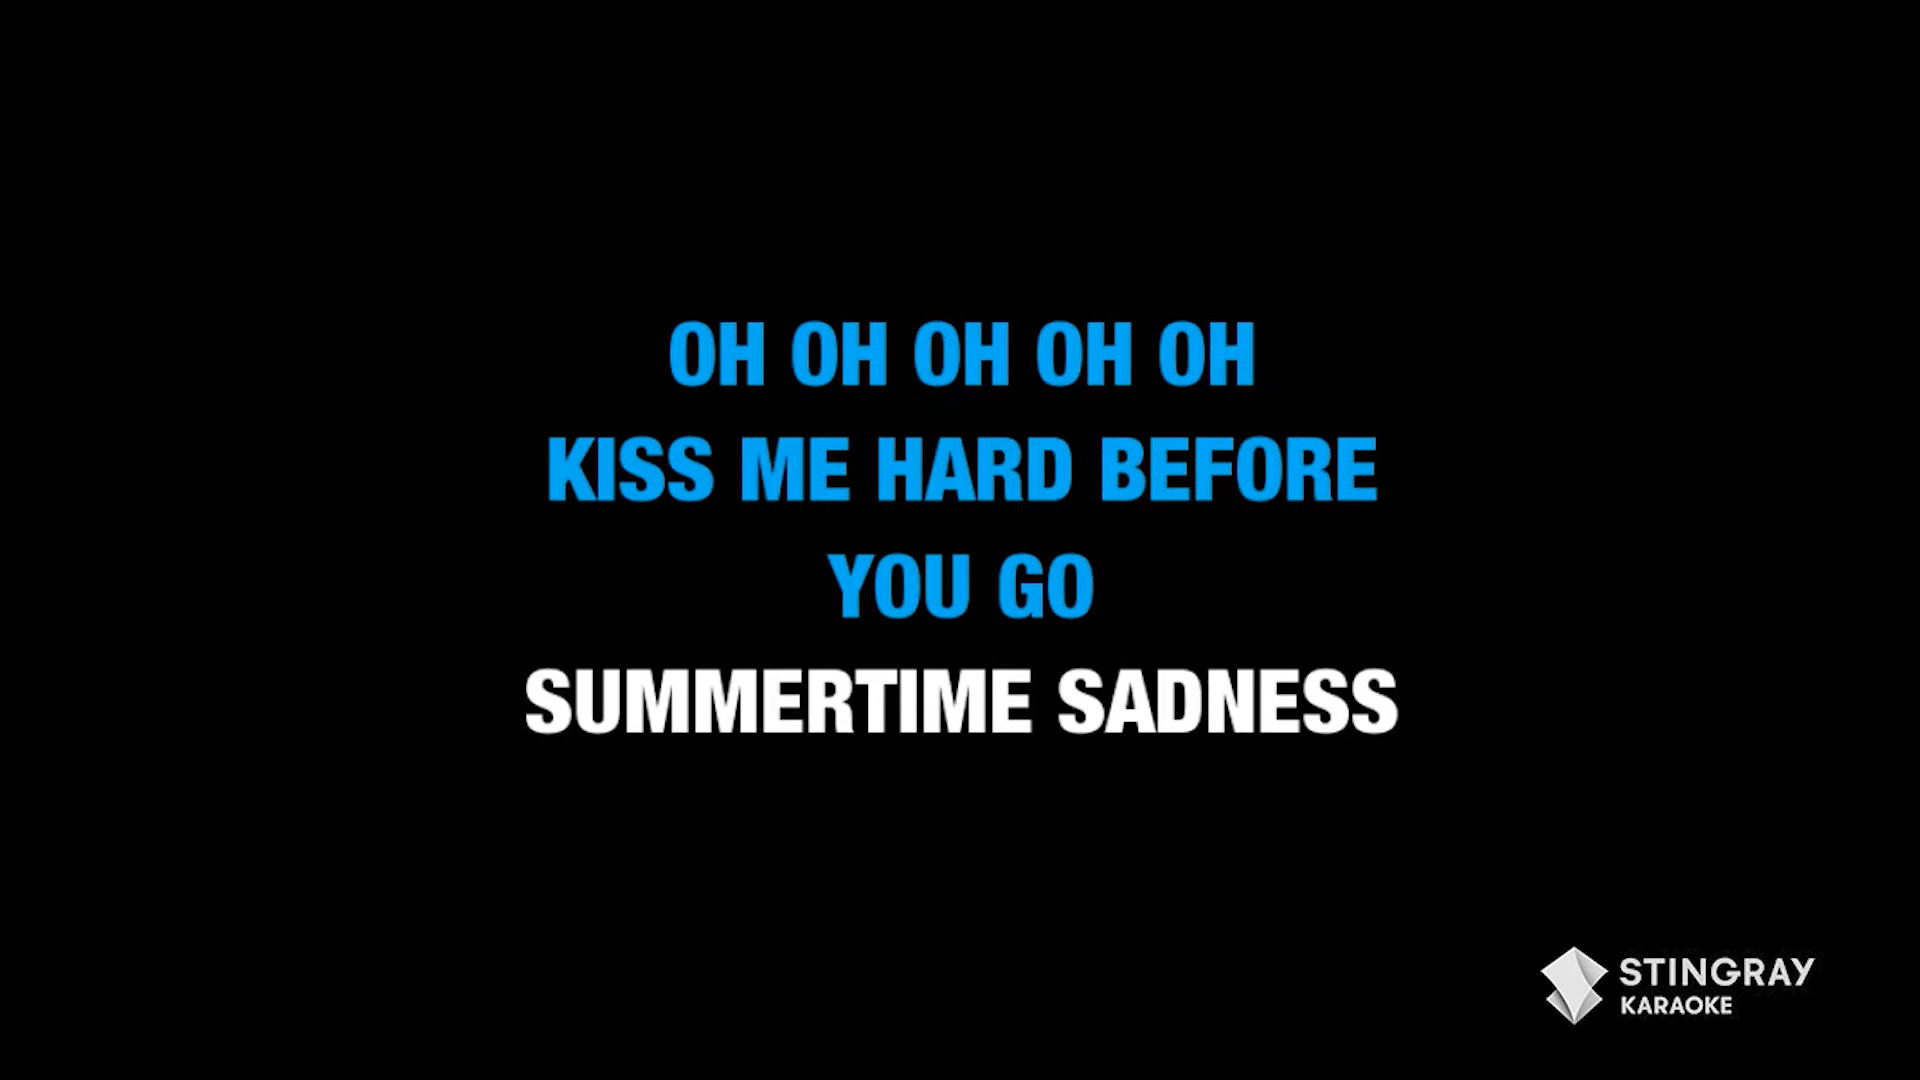 OH OH OH OH OH
KISS ME HARD BEFORE
YOU GO
SUMMERTIME SADNESS
STINGRAY
KARAOKE